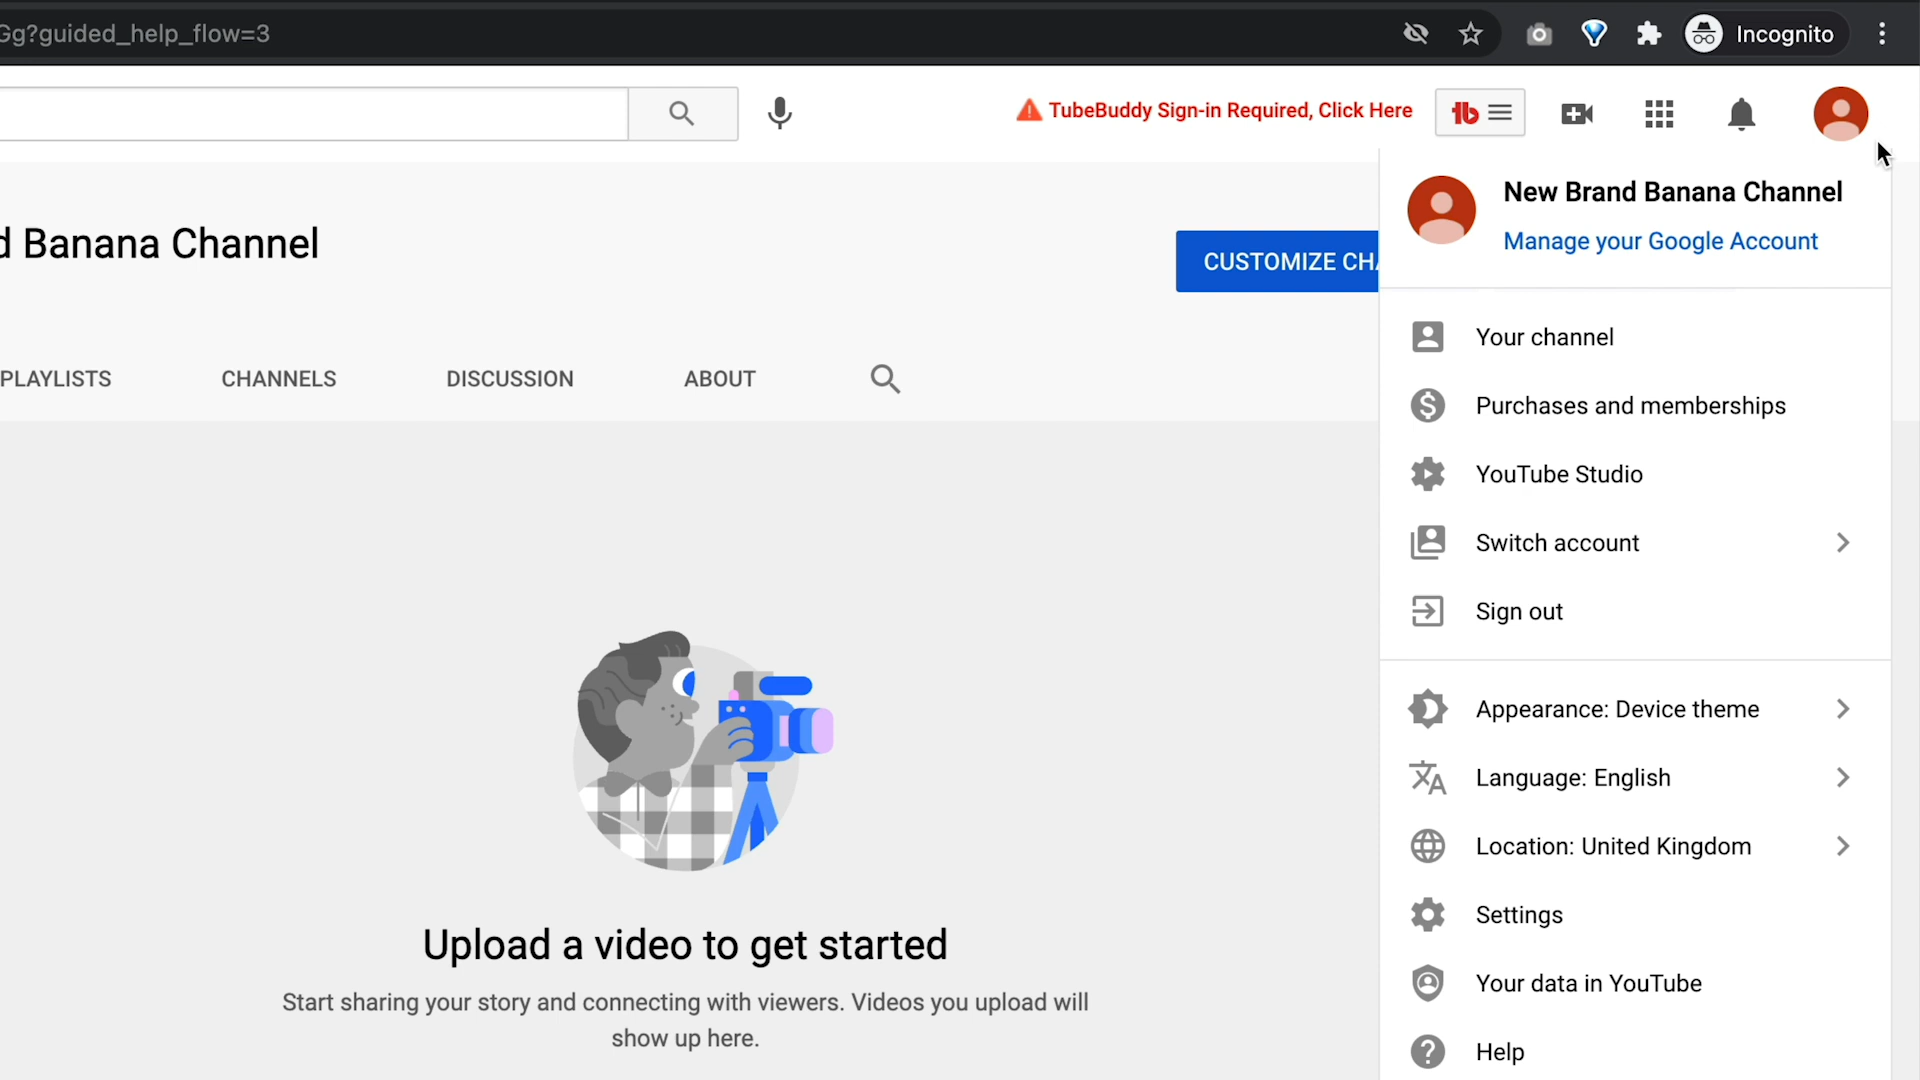 Gg?guided_help_flow=3
Incognito
TubeBuddy Sign-in Required, Click Here
d Banana Channel
CUSTOMIZE CHA
PLAYLISTS
CHANNELS
DISCUSSION
ABOUT
Upload a video to get started
Start sharing your story and connecting with viewers. Videos you upload will
show up here.
New Brand Banana Channel
Manage your Google Account
Your channel
Purchases and memberships
YouTube Studio
Switch account
Sign out
Appearance: Device theme
Language: English
Location: United Kingdom
Settings
Your data in YouTube
Help